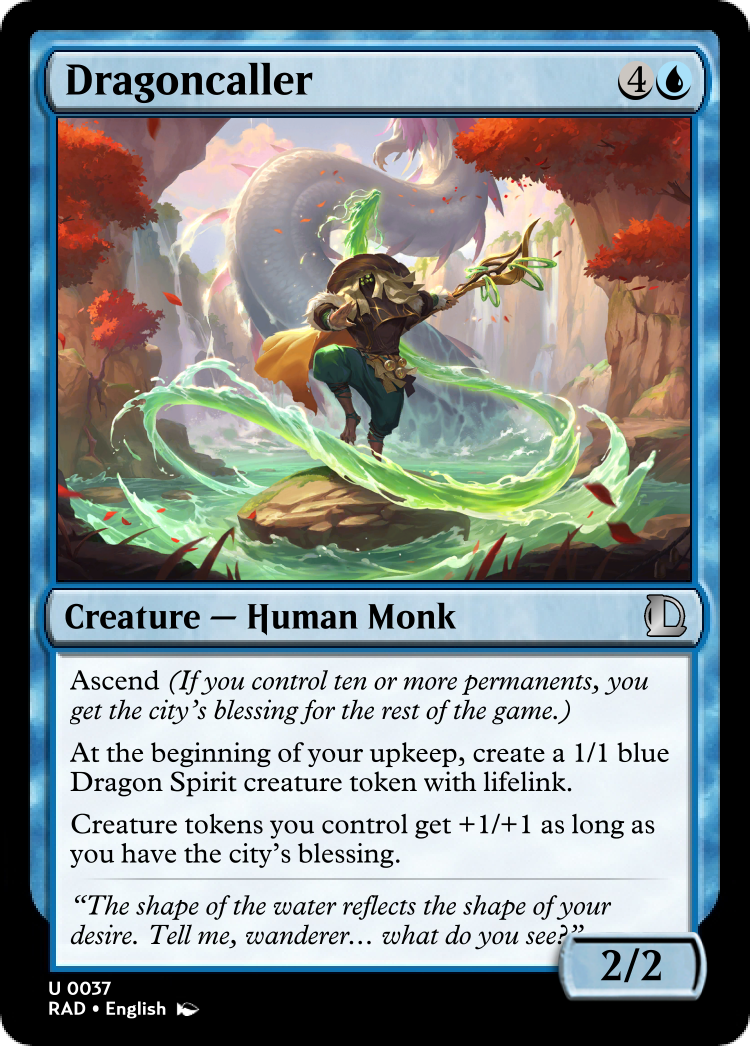 Dragoncaller 4
Creature — Human Monk
Ascend (If you control ten or more permanents, you
get the city’s blessing for the rest of the game.)
At the beginning of your upkeep, create a 1/1 blue
Dragon Spirit creature token with lifelink.
Creature tokens you control get +1/+1 as long as
you have the city’s blessing.
“The shape of the water reflects the shape of your
desire. Tell me, wanderer… what do you see?”
2/2
U 0037
RAD • English